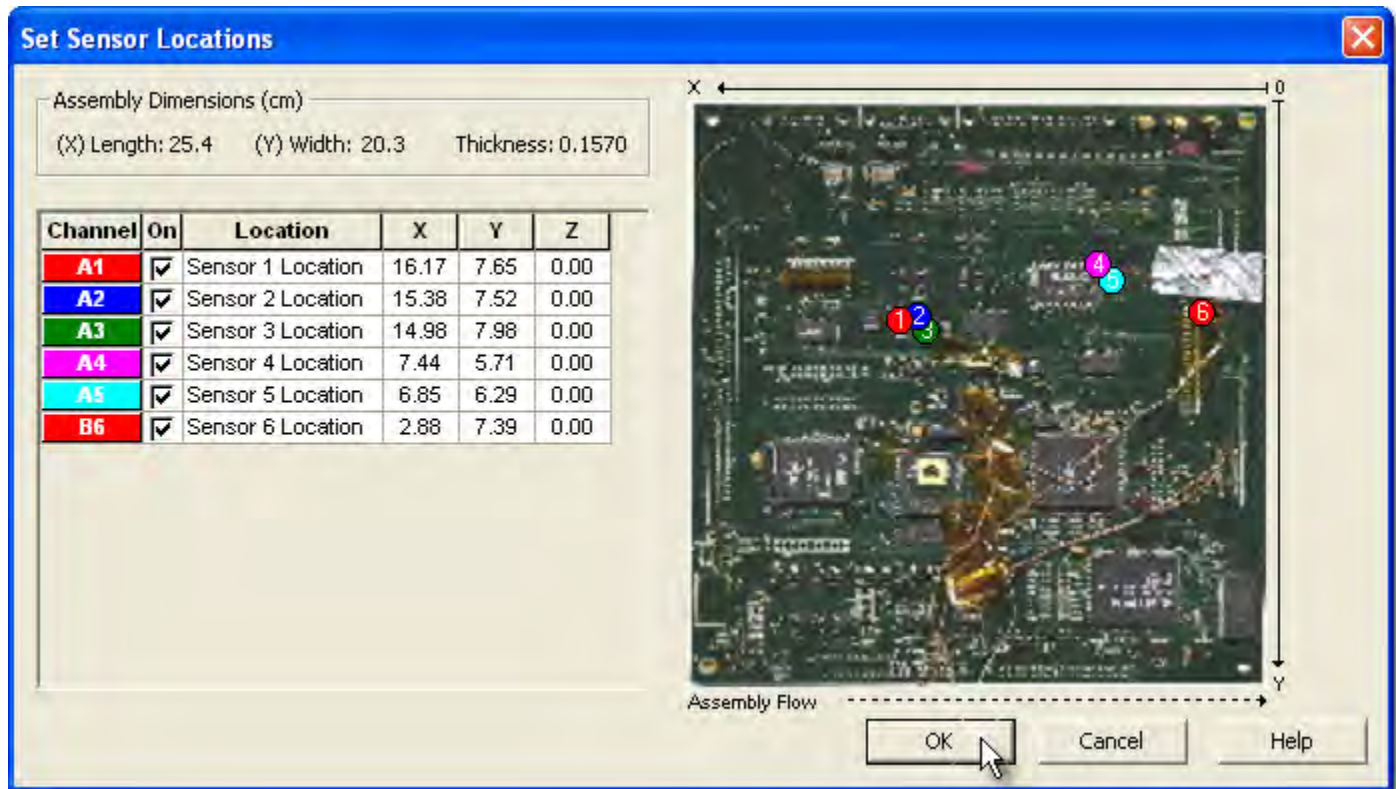 Set Sensor Locations
Assembly Dimensions (cm)
(X) Length: 25.4 (Y) Width: 20.3 Thickness: 0.1570
Channel On Location X Y Z
A1 Sensor 1 Location 16.17 7.65 0.00
A2 Sensor 2 Location 15.38 7.52 0.00
A3 Sensor 3 Location 14.98 7.98 0.00
A4 Sensor 4 Location 7.44 5.71 0.00
A5 Sensor 5 Location 6.85 6.29 0.00
B6 Sensor 6 Location 2.88 7.39 0.00
X 0
4
5
1 2 6
3
Y
Assembly Flow
OK Cancel Help